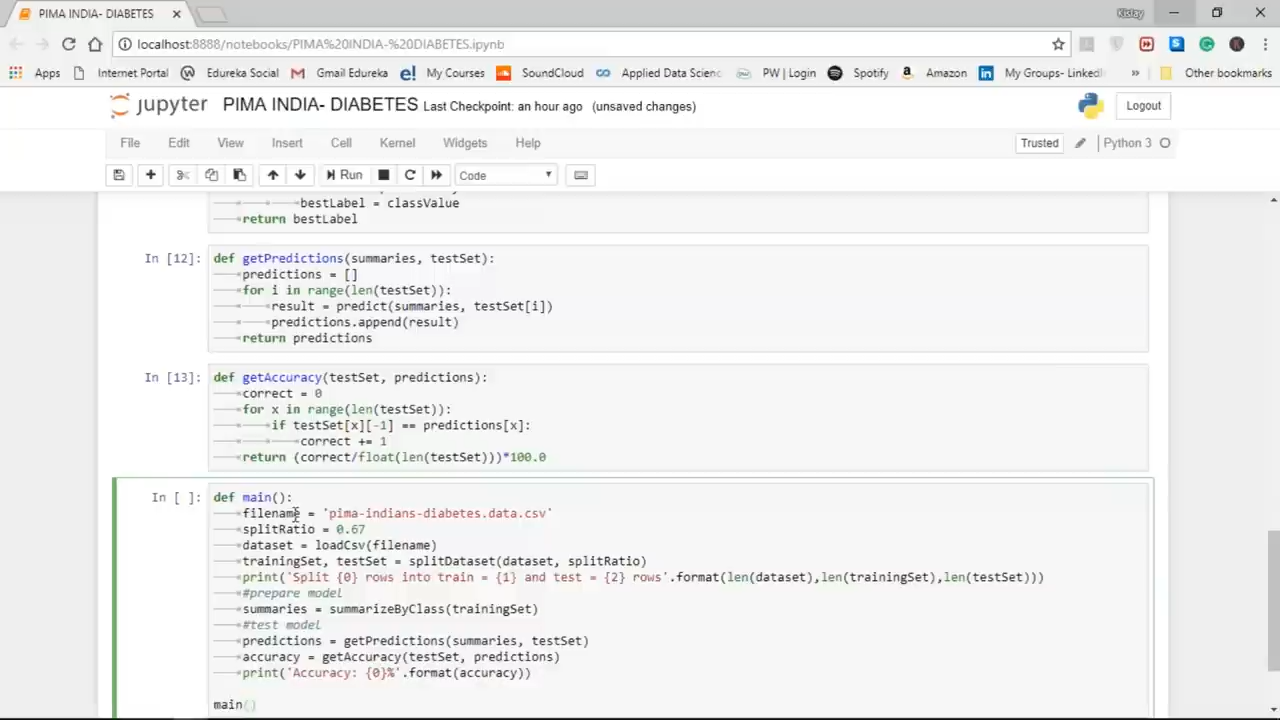 PIMA INDIA- DIABETES
Kislay
localhost:8888/notebooks/PIMA%20INDIA-%20DIABETES.ipynb
Apps Internet Portal Edureka Social Gmail Edureka My Courses SoundCloud Applied Data Scienc PW | Login Spotify Amazon My Groups- LinkedI » Other bookmarks
jupyter PIMA INDIA- DIABETES Last Checkpoint: an hour ago (unsaved changes) Logout
File Edit View Insert Cell Kernel Widgets Help Trusted Python 3
Run Code
bestLabel = classValue
return bestLabel
In [12]: def getPredictions(summaries, testSet):
predictions = []
for i in range(len(testSet)):
result = predict(summaries, testSet[i])
predictions.append(result)
return predictions
In [13]: def getAccuracy(testSet, predictions):
correct = 0
for x in range(len(testSet)):
if testSet[x][-1] == predictions[x]:
correct += 1
return (correct/float(len(testSet)))*100.0
In [ ]: def main():
filename = 'pima-indians-diabetes.data.csv'
splitRatio = 0.67
dataset = loadCsv(filename)
trainingSet, testSet = splitDataset(dataset, splitRatio)
print('Split {0} rows into train = {1} and test = {2} rows'.format(len(dataset),len(trainingSet),len(testSet)))
#prepare model
summaries = summarizeByClass(trainingSet)
#test model
predictions = getPredictions(summaries, testSet)
accuracy = getAccuracy(testSet, predictions)
print('Accuracy: {0}%'.format(accuracy))
main()